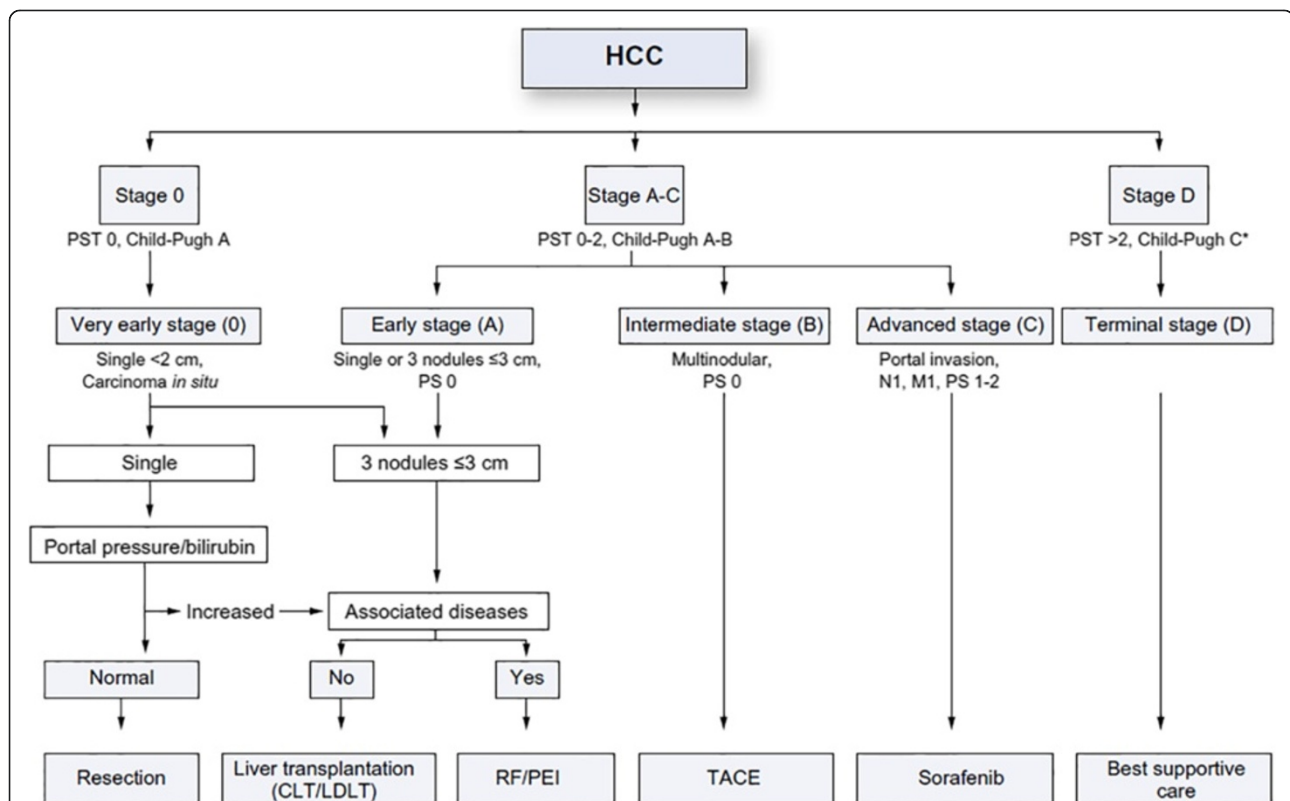 HCC
Stage 0
Stage A-C
Stage D
PST 0, Child-Pugh A
PST 0-2, Child-Pugh A-B
PST >2, Child-Pugh C*
Very early stage (0)
Early stage (A)
Intermediate stage (B)
Advanced stage (C)
Terminal stage (D)
Single <2 cm,
Carcinoma in situ
Single or 3 nodules ≤3 cm,
PS 0
Multinodular,
PS 0
Portal invasion,
N1, M1, PS 1-2
Single
3 nodules ≤3 cm
Portal pressure/bilirubin
Increased
Associated diseases
Normal
No
Yes
Resection
Liver transplantation
(CLT/LDLT)
RF/PEI
TACE
Sorafenib
Best supportive
care